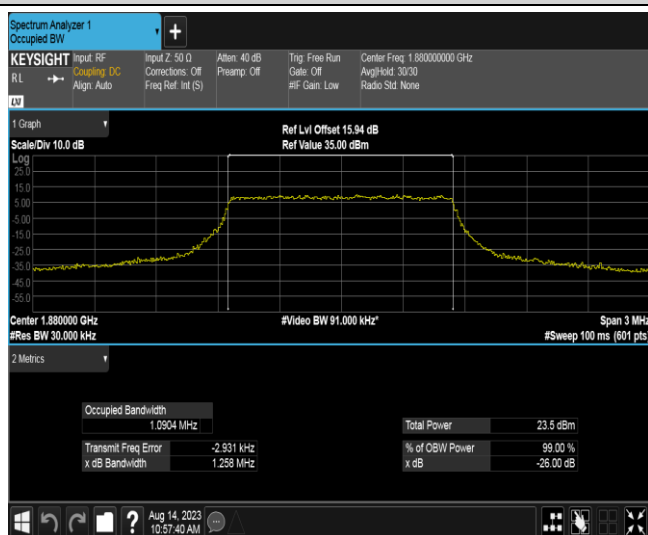 Spectrum Analyzer 1
Occupied BW
+
KEYSIGHT
RL
LXI
Input: RF
Coupling: DC
Align: Auto
Input Z: 50 Ω
Corrections: Off
Freq Ref: Int (S)
Atten: 40 dB
Preamp: Off
Trig: Free Run
Gate: Off
#IF Gain: Low
Center Freq: 1.880000000 GHz
Avg|Hold: 30/30
Radio Std: None
1 Graph
Scale/Div 10.0 dB
Ref Lvl Offset 15.94 dB
Ref Value 35.00 dBm
Log
25.0
15.0
5.00
-5.00
-15.0
-25.0
-35.0
-45.0
-55.0
Center 1.880000 GHz
#Res BW 30.000 kHz
#Video BW 91.000 kHz*
Span 3 MHz
#Sweep 100 ms (601 pts)
2 Metrics
Occupied Bandwidth
1.0904 MHz
Transmit Freq Error -2.931 kHz
x dB Bandwidth 1.258 MHz
Total Power 23.5 dBm
% of OBW Power 99.00 %
x dB -26.00 dB
?
Aug 14, 2023
10:57:40 AM